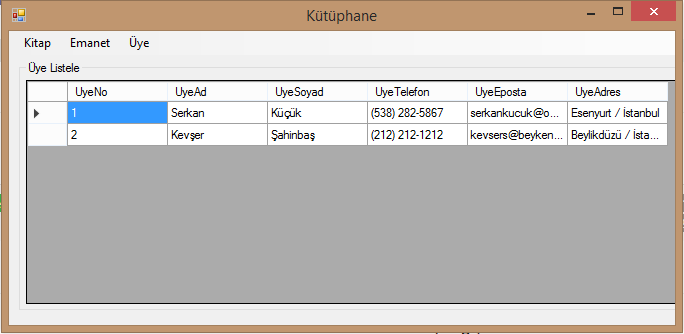 Kütüphane
Kitap Emanet Üye
Üye Listele
UyeNo UyeAd UyeSoyad UyeTelefon UyeEposta UyeAdres
1 Serkan Küçük (538) 282-5867 serkankucuk@o... Esenyurt / İstanbul
2 Kevşer Şahinbaş (212) 212-1212 kevsers@beyken... Beylikdüzü / İsta...